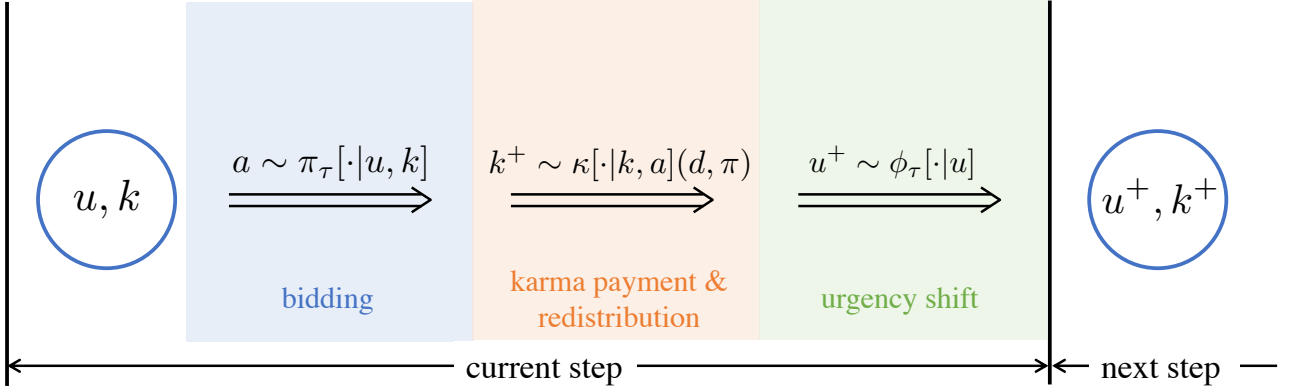 u, k
a ∼ π_τ[·|u, k]
bidding
k⁺ ∼ κ[·|k, a](d, π)
karma payment &
redistribution
u⁺ ∼ ϕ_τ[·|u]
urgency shift
u⁺, k⁺
current step
next step